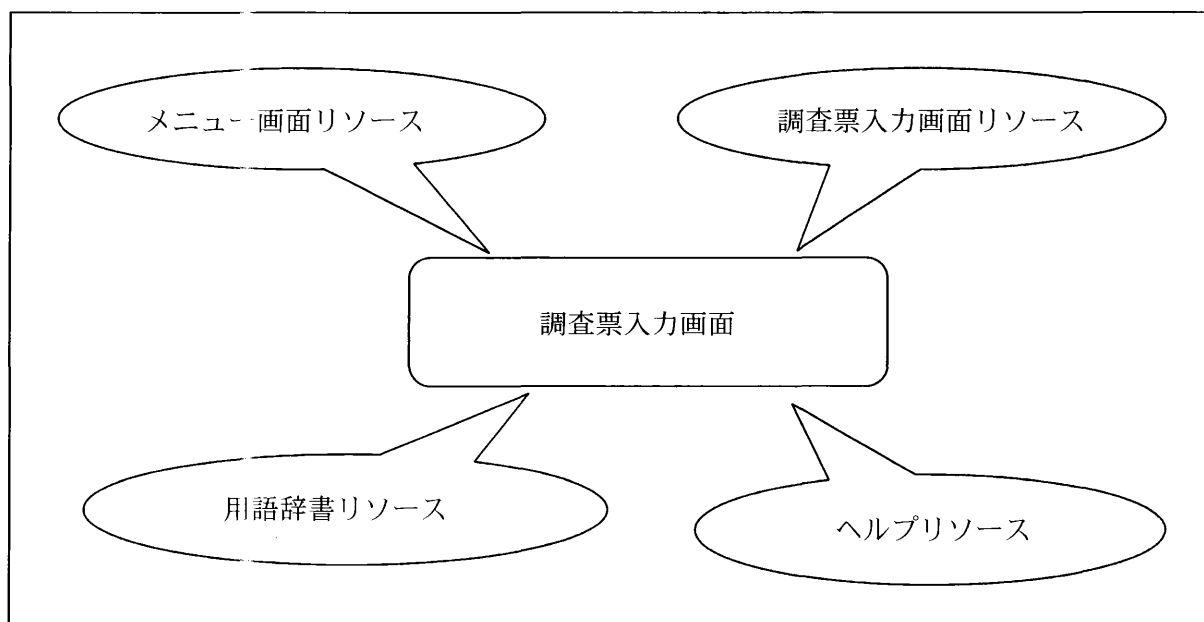 メニュー画面リソース
調査票入力画面リソース
調査票入力画面
用語辞書リソース
ヘルプリソース